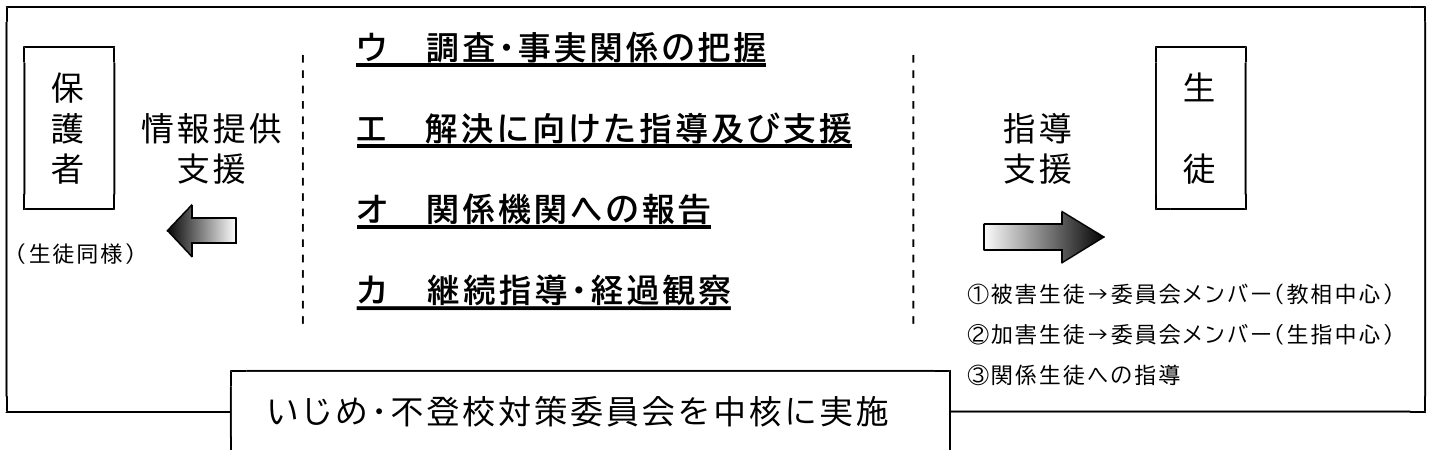 保護者
情報提供
支援
(生徒同様)
ウ　調査・事実関係の把握
エ　解決に向けた指導及び支援
オ　関係機関への報告
カ　継続指導・経過観察
指導
支援
生徒
①被害生徒→委員会メンバー(教相中心)
②加害生徒→委員会メンバー(生指中心)
③関係生徒への指導
いじめ・不登校対策委員会を中核に実施